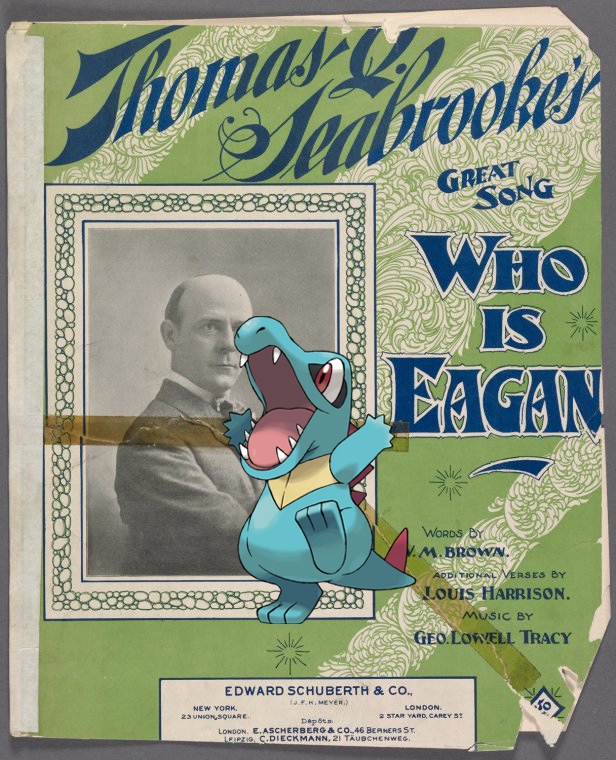 Thomas Q. Seabrooke's
GREAT
SONG
WHO
IS
EAGAN
WORDS BY
.M. BROWN.
ADDITIONAL VERSES BY
LOUIS HARRISON.
MUSIC BY
GEO. LOWELL TRACY
EDWARD SCHUBERTH & CO.,
(J.F.H. MEYER,)
NEW YORK,
23 UNION SQUARE.
LONDON.
2 STAR YARD, CAREY ST
DEPÔTS:
LONDON, E. ASCHERBERG & CO., 46 BERNERS ST.
LEIPZIG, C. DIECKMANN, 21 TÄUBCHENWEG.
.50